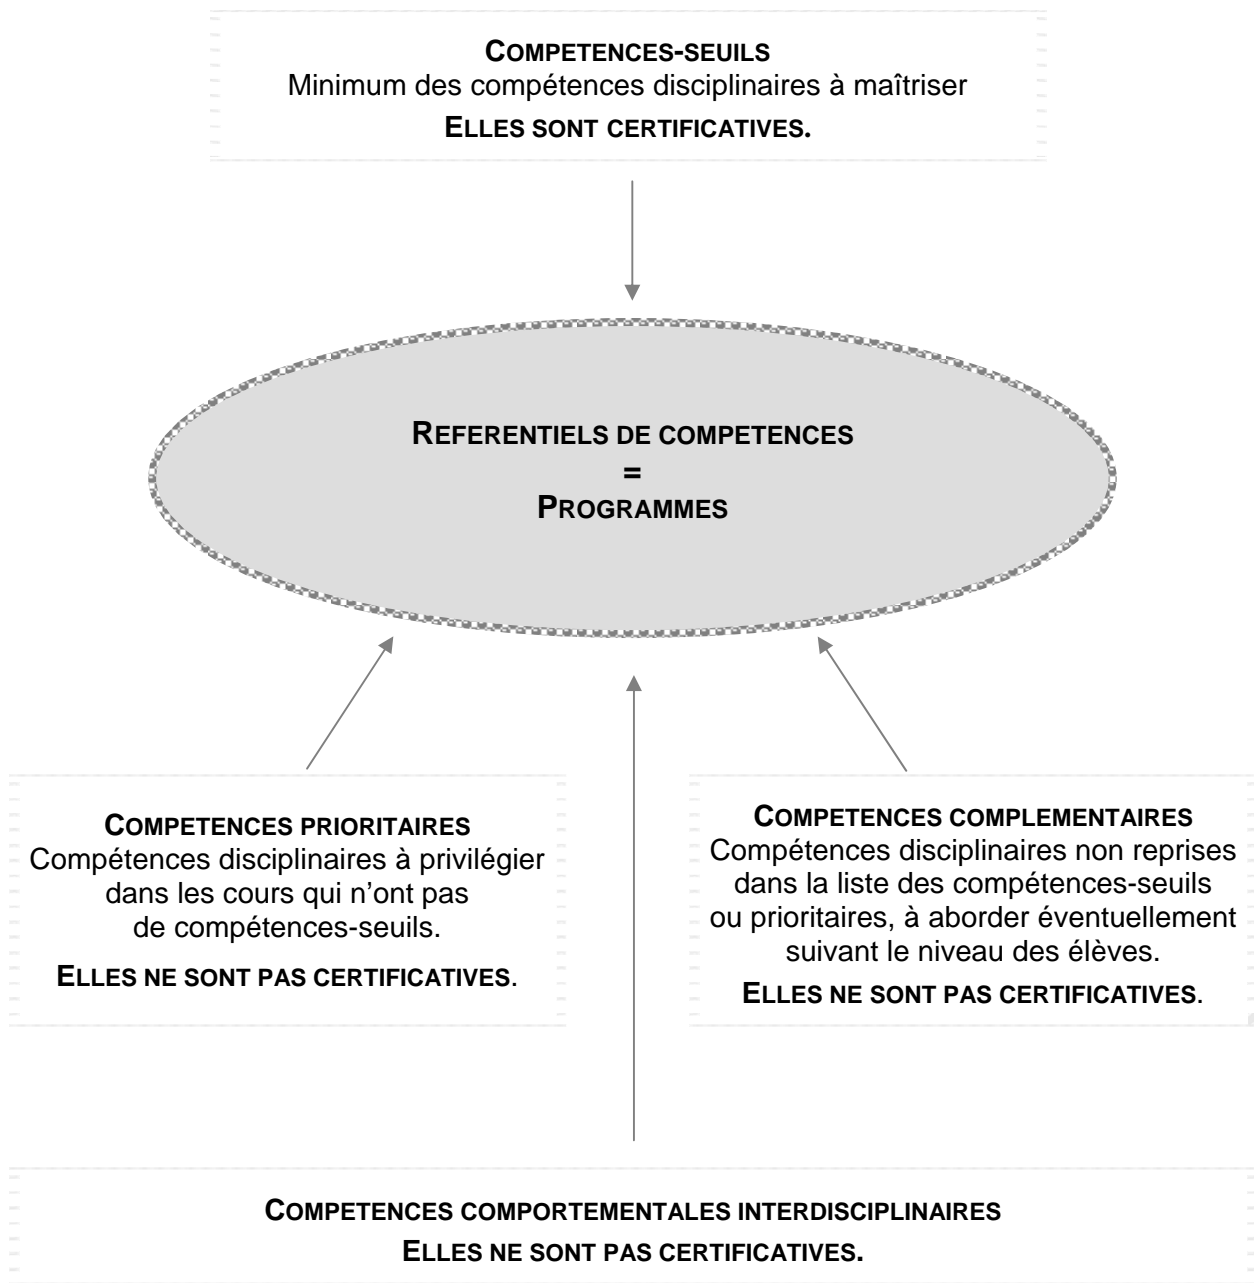 COMPETENCES-SEUILS
Minimum des compétences disciplinaires à maîtriser
ELLES SONT CERTIFICATIVES.
REFERENTIELS DE COMPETENCES
=
PROGRAMMES
COMPETENCES PRIORITAIRES
Compétences disciplinaires à privilégier
dans les cours qui n'ont pas
de compétences-seuils.
ELLES NE SONT PAS CERTIFICATIVES.
COMPETENCES COMPLEMENTAIRES
Compétences disciplinaires non reprises
dans la liste des compétences-seuils
ou prioritaires, à aborder éventuellement
suivant le niveau des élèves.
ELLES NE SONT PAS CERTIFICATIVES.
COMPETENCES COMPORTEMENTALES INTERDISCIPLINAIRES
ELLES NE SONT PAS CERTIFICATIVES.